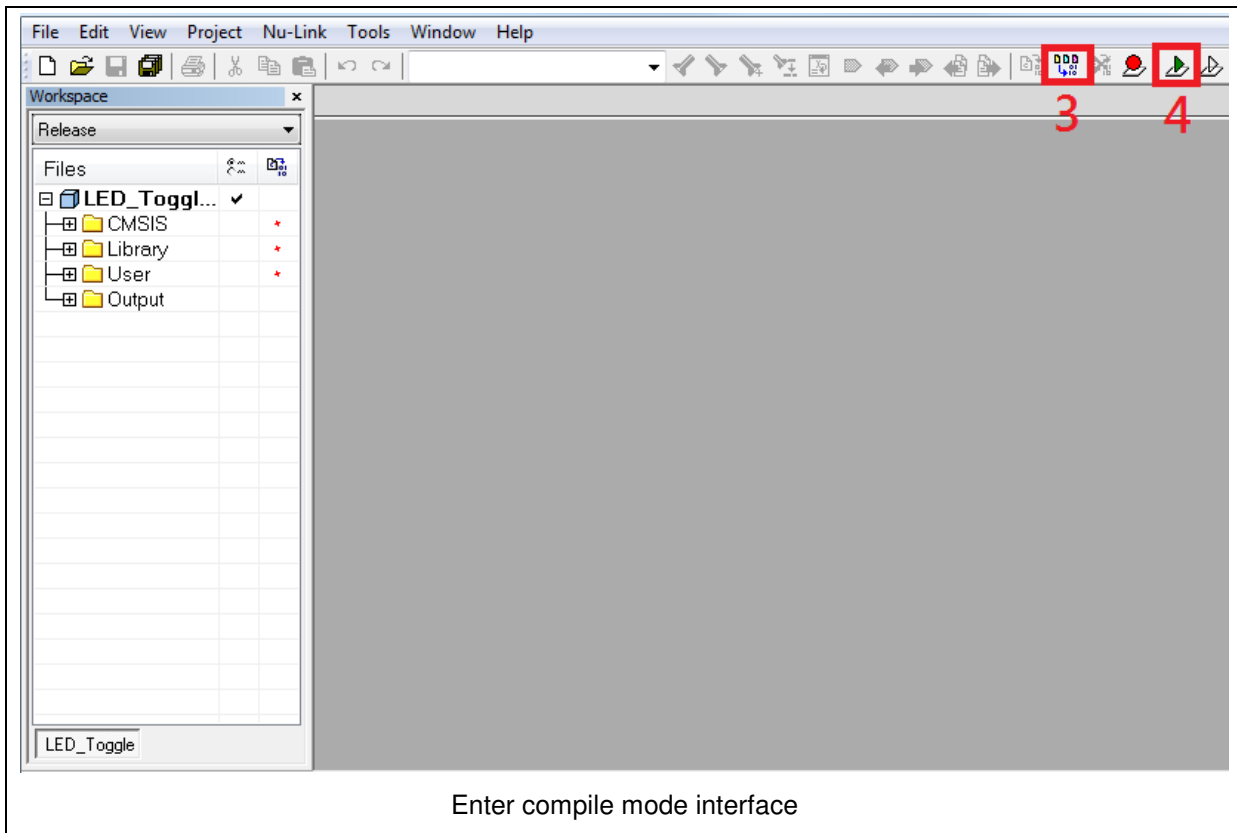 File Edit View Project Nu-Link Tools Window Help
3 4
Workspace x
Release
Files
LED_Toggl...
CMSIS
Library
User
Output
LED_Toggle
Enter compile mode interface